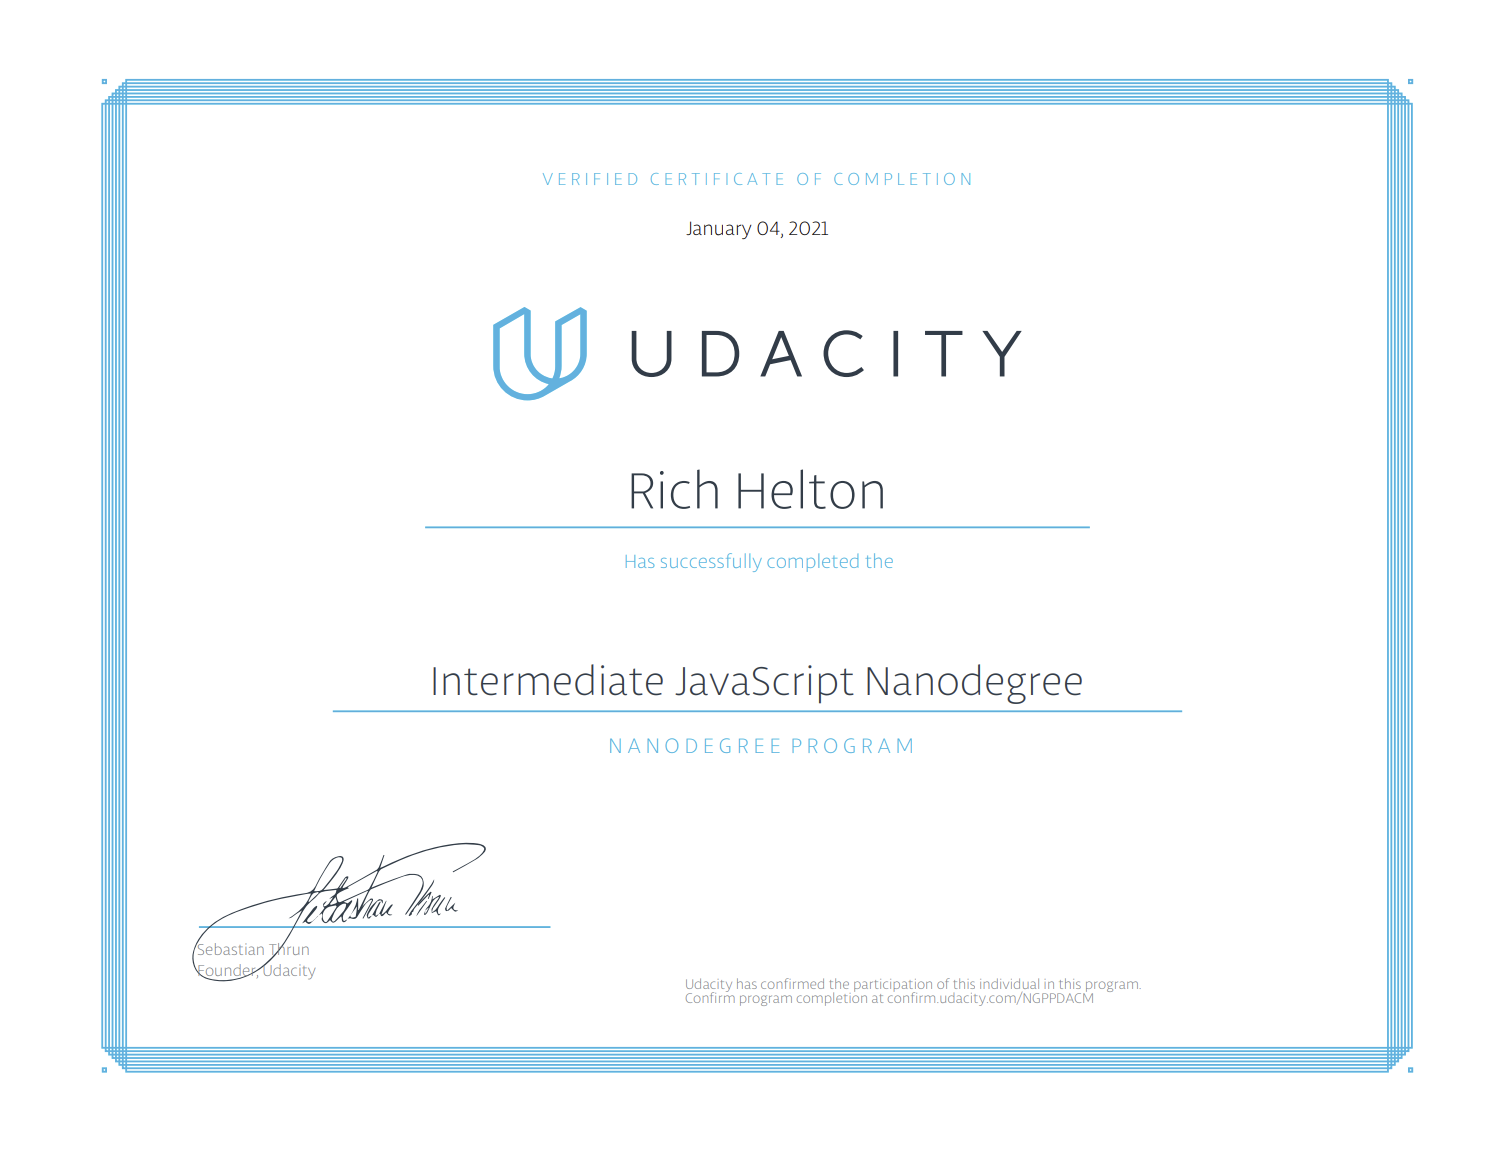 VERIFIED CERTIFICATE OF COMPLETION
January 04, 2021
UDACITY
Rich Helton
Has successfully completed the
Intermediate JavaScript Nanodegree
NANODEGREE PROGRAM
Sebastian Thrun
Sebastian Thrun
Founder, Udacity
Udacity has confirmed the participation of this individual in this program.
Confirm program completion at confirm.udacity.com/NGPPDACM